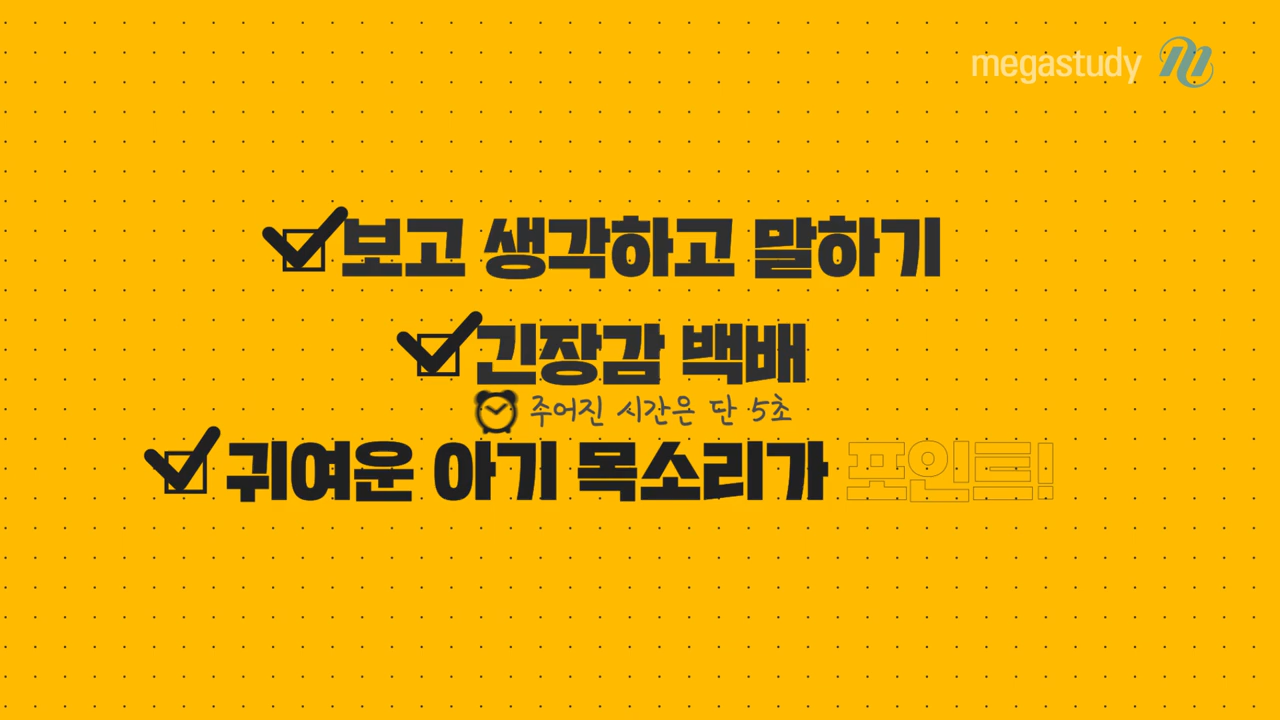 megastudy
보고 생각하고 말하기
긴장감 백배
주어진 시간은 단 5초
귀여운 아기 목소리가 포인트!